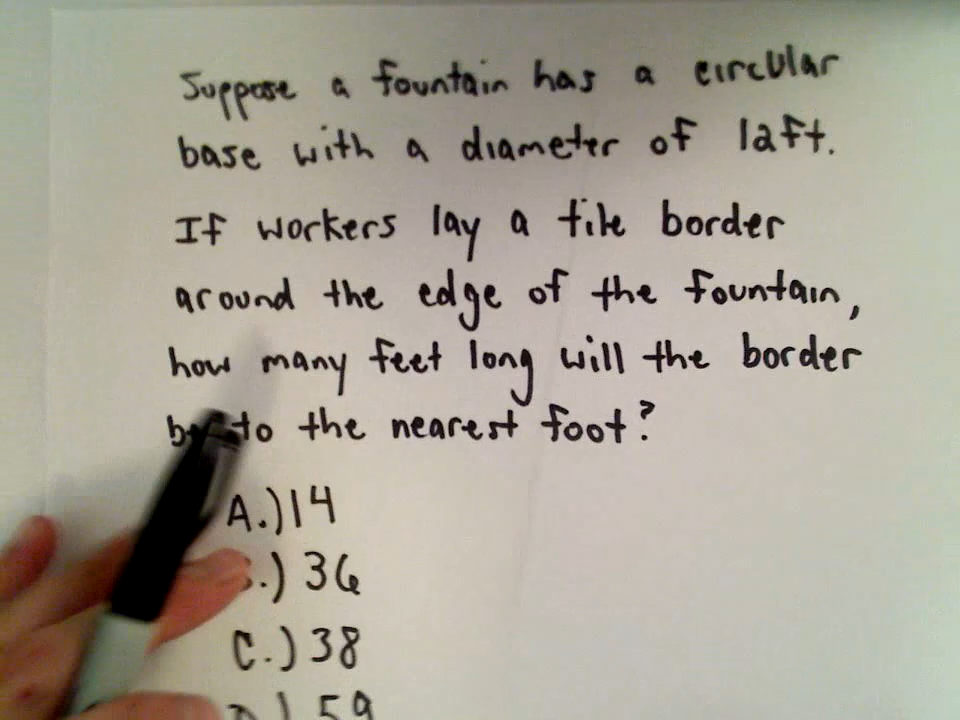 Suppose a fountain has a circular
base with a diameter of 12ft.
If workers lay a tile border
around the edge of the fountain,
how many feet long will the border
to the nearest foot?
A.) 14
.) 36
C.) 38
D.) 59